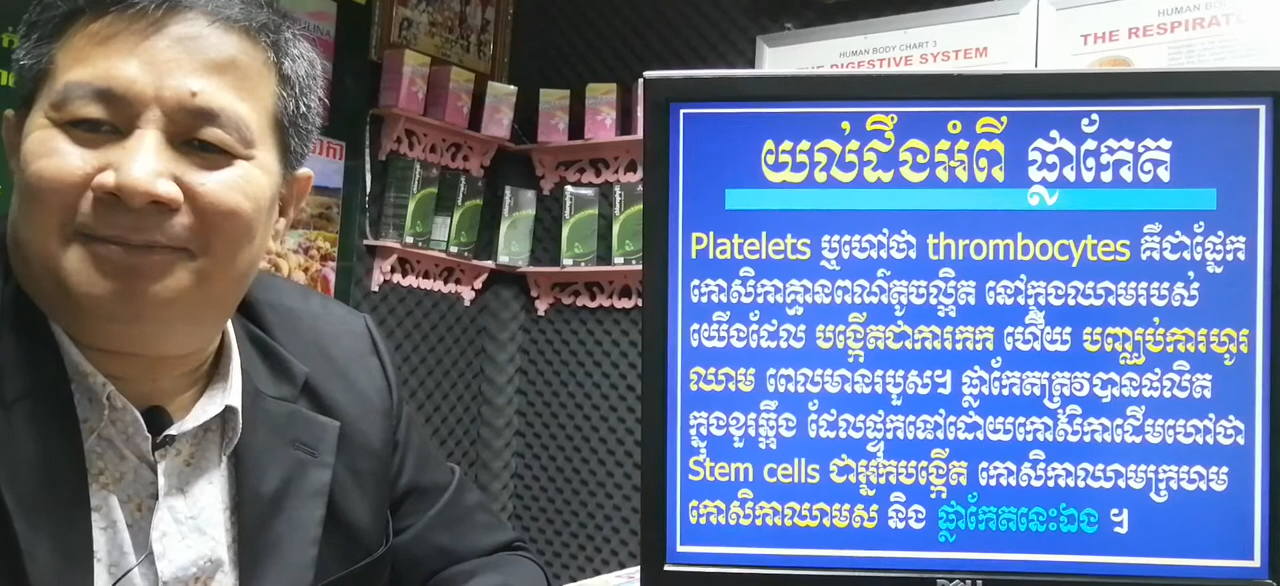 HUMAN BODY CHART 3
DIGESTIVE SYSTEM
HUMAN BODY
THE RESPIRAT
យល់ដឹងអំពី ផ្លាកែត
Platelets ឬហៅថា thrombocytes គឺជាផ្នែក
កោសិកាគ្មានពណ៌តូចល្អិត នៅក្នុងឈាមរបស់
យើងដែល បង្កើតជាការកក ហើយ បញ្ឈប់ការហូរ
ឈាម ពេលមានរបួស។ ផ្លាកែតត្រូវបានផលិត
ក្នុងខួរឆ្អឹង ដែលផ្ទុកទៅដោយកោសិកាដើមហៅថា
Stem cells ជាអ្នកបង្កើត កោសិកាឈាមក្រហម
កោសិកាឈាមស និង ផ្លាកែតនេះឯង ។